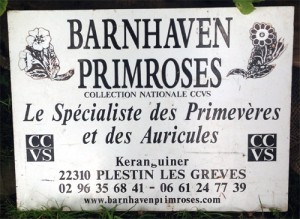 BARNHAVEN
PRIMROSES
COLLECTION NATIONALE CCVS
Le Spécialiste des Primevères
et des Auricules
CC
VS
CC
VS
22310 PLESTIN LES GREVES
02 96 35 68 41 - 06 61 24 77 39
www.barnhavenprimroses.com